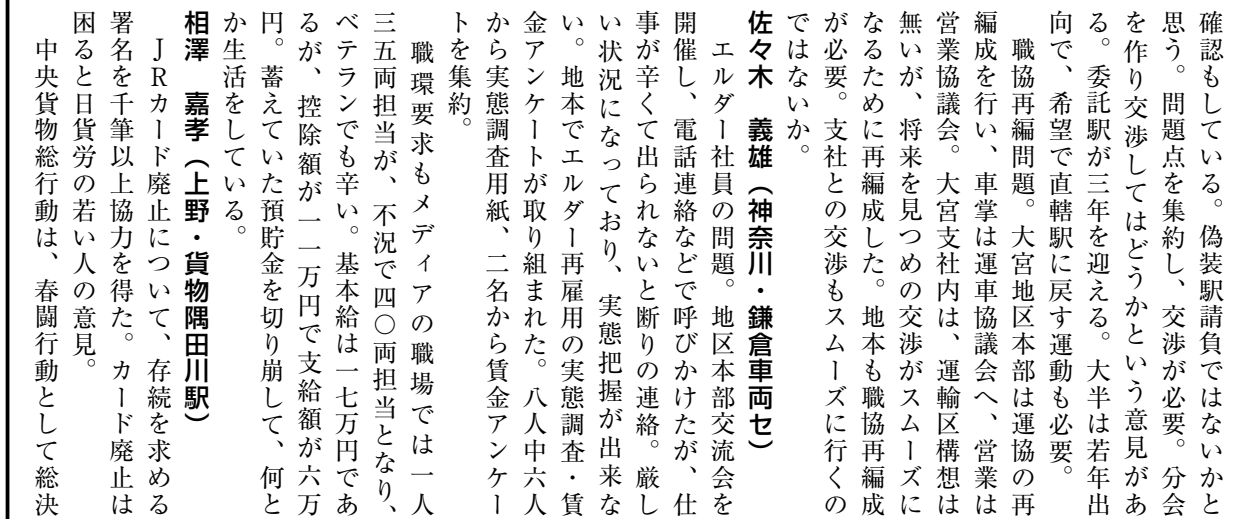 確認もしている。偽装駅請負ではないかと
思う。問題点を集約し、交渉が必要。分会
を作り交渉してはどうかという意見があ
る。委託駅が三年を迎える。大半は若年出
向で、希望で直轄駅に戻す運動も必要。
職協再編問題。大宮地区本部は運協の再
編成を行い、車掌は運車協議会へ、営業は
営業協議会。大宮支社内は、運輸区構想は
無いが、将来を見つめの交渉がスムーズに
なるために再編成した。地本も職協再編成
が必要。支社との交渉もスムーズに行くの
ではないか。
佐々木 義雄（神奈川・鎌倉車両セ）
エルダー社員の問題。地区本部交流会を
開催し、電話連絡などで呼びかけたが、仕
事が辛くて出られないと断りの連絡。厳し
い状況になっており、実態把握が出来な
い。地本でエルダー再雇用の実態調査・賃
金アンケートが取り組まれた。八人中六人
から実態調査用紙、二名から賃金アンケー
トを集約。
職環要求もメディアの職場では一人
三五両担当が、不況で四〇両担当となり、
ベテランでも辛い。基本給は一七万円であ
るが、控除額が一一万円で支給額が六万
円。蓄えていた預貯金を切り崩して、何と
か生活をしている。
相澤 嘉孝（上野・貨物隅田川駅）
ＪＲカード廃止について、存続を求める
署名を千筆以上協力を得た。カード廃止は
困ると日貨労の若い人の意見。
中央貨物総行動は、春闘行動として総決